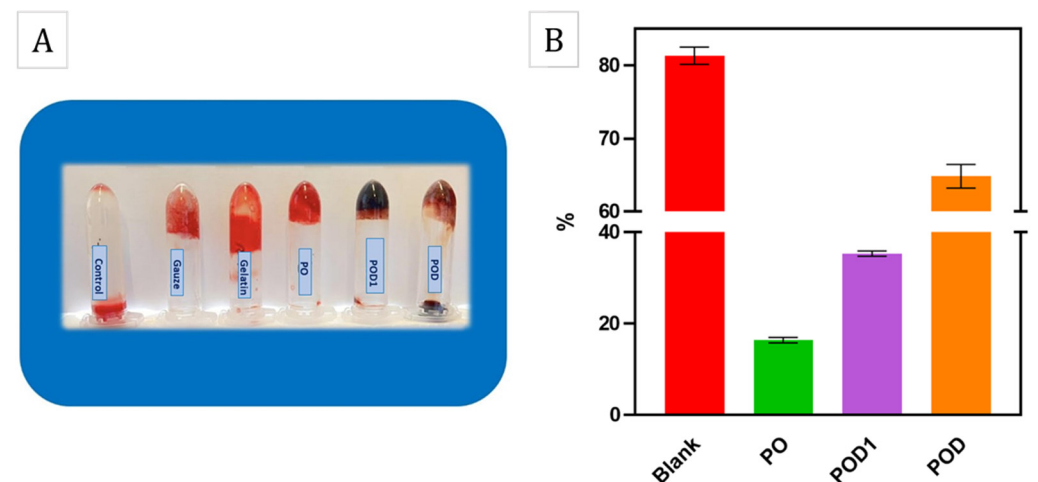 A
Control
Gauze
Gelatin
PO
POD1
POD
B
%
80
70
60
40
20
0
Blank
PO
POD1
POD